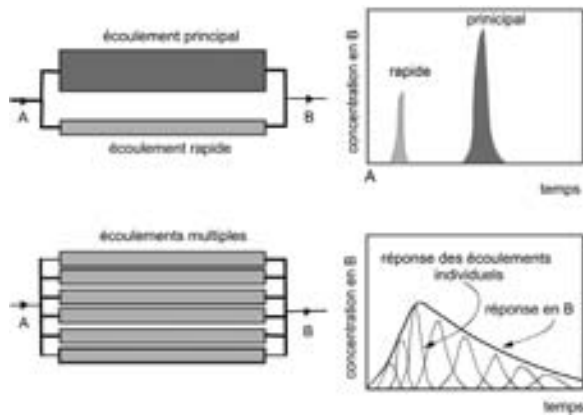 écoulement principal
A
B
écoulement rapide
concentration en B
prinicipal
rapide
A
temps
écoulements multiples
A
B
concentration en B
réponse des écoulements
individuels
réponse en B
temps